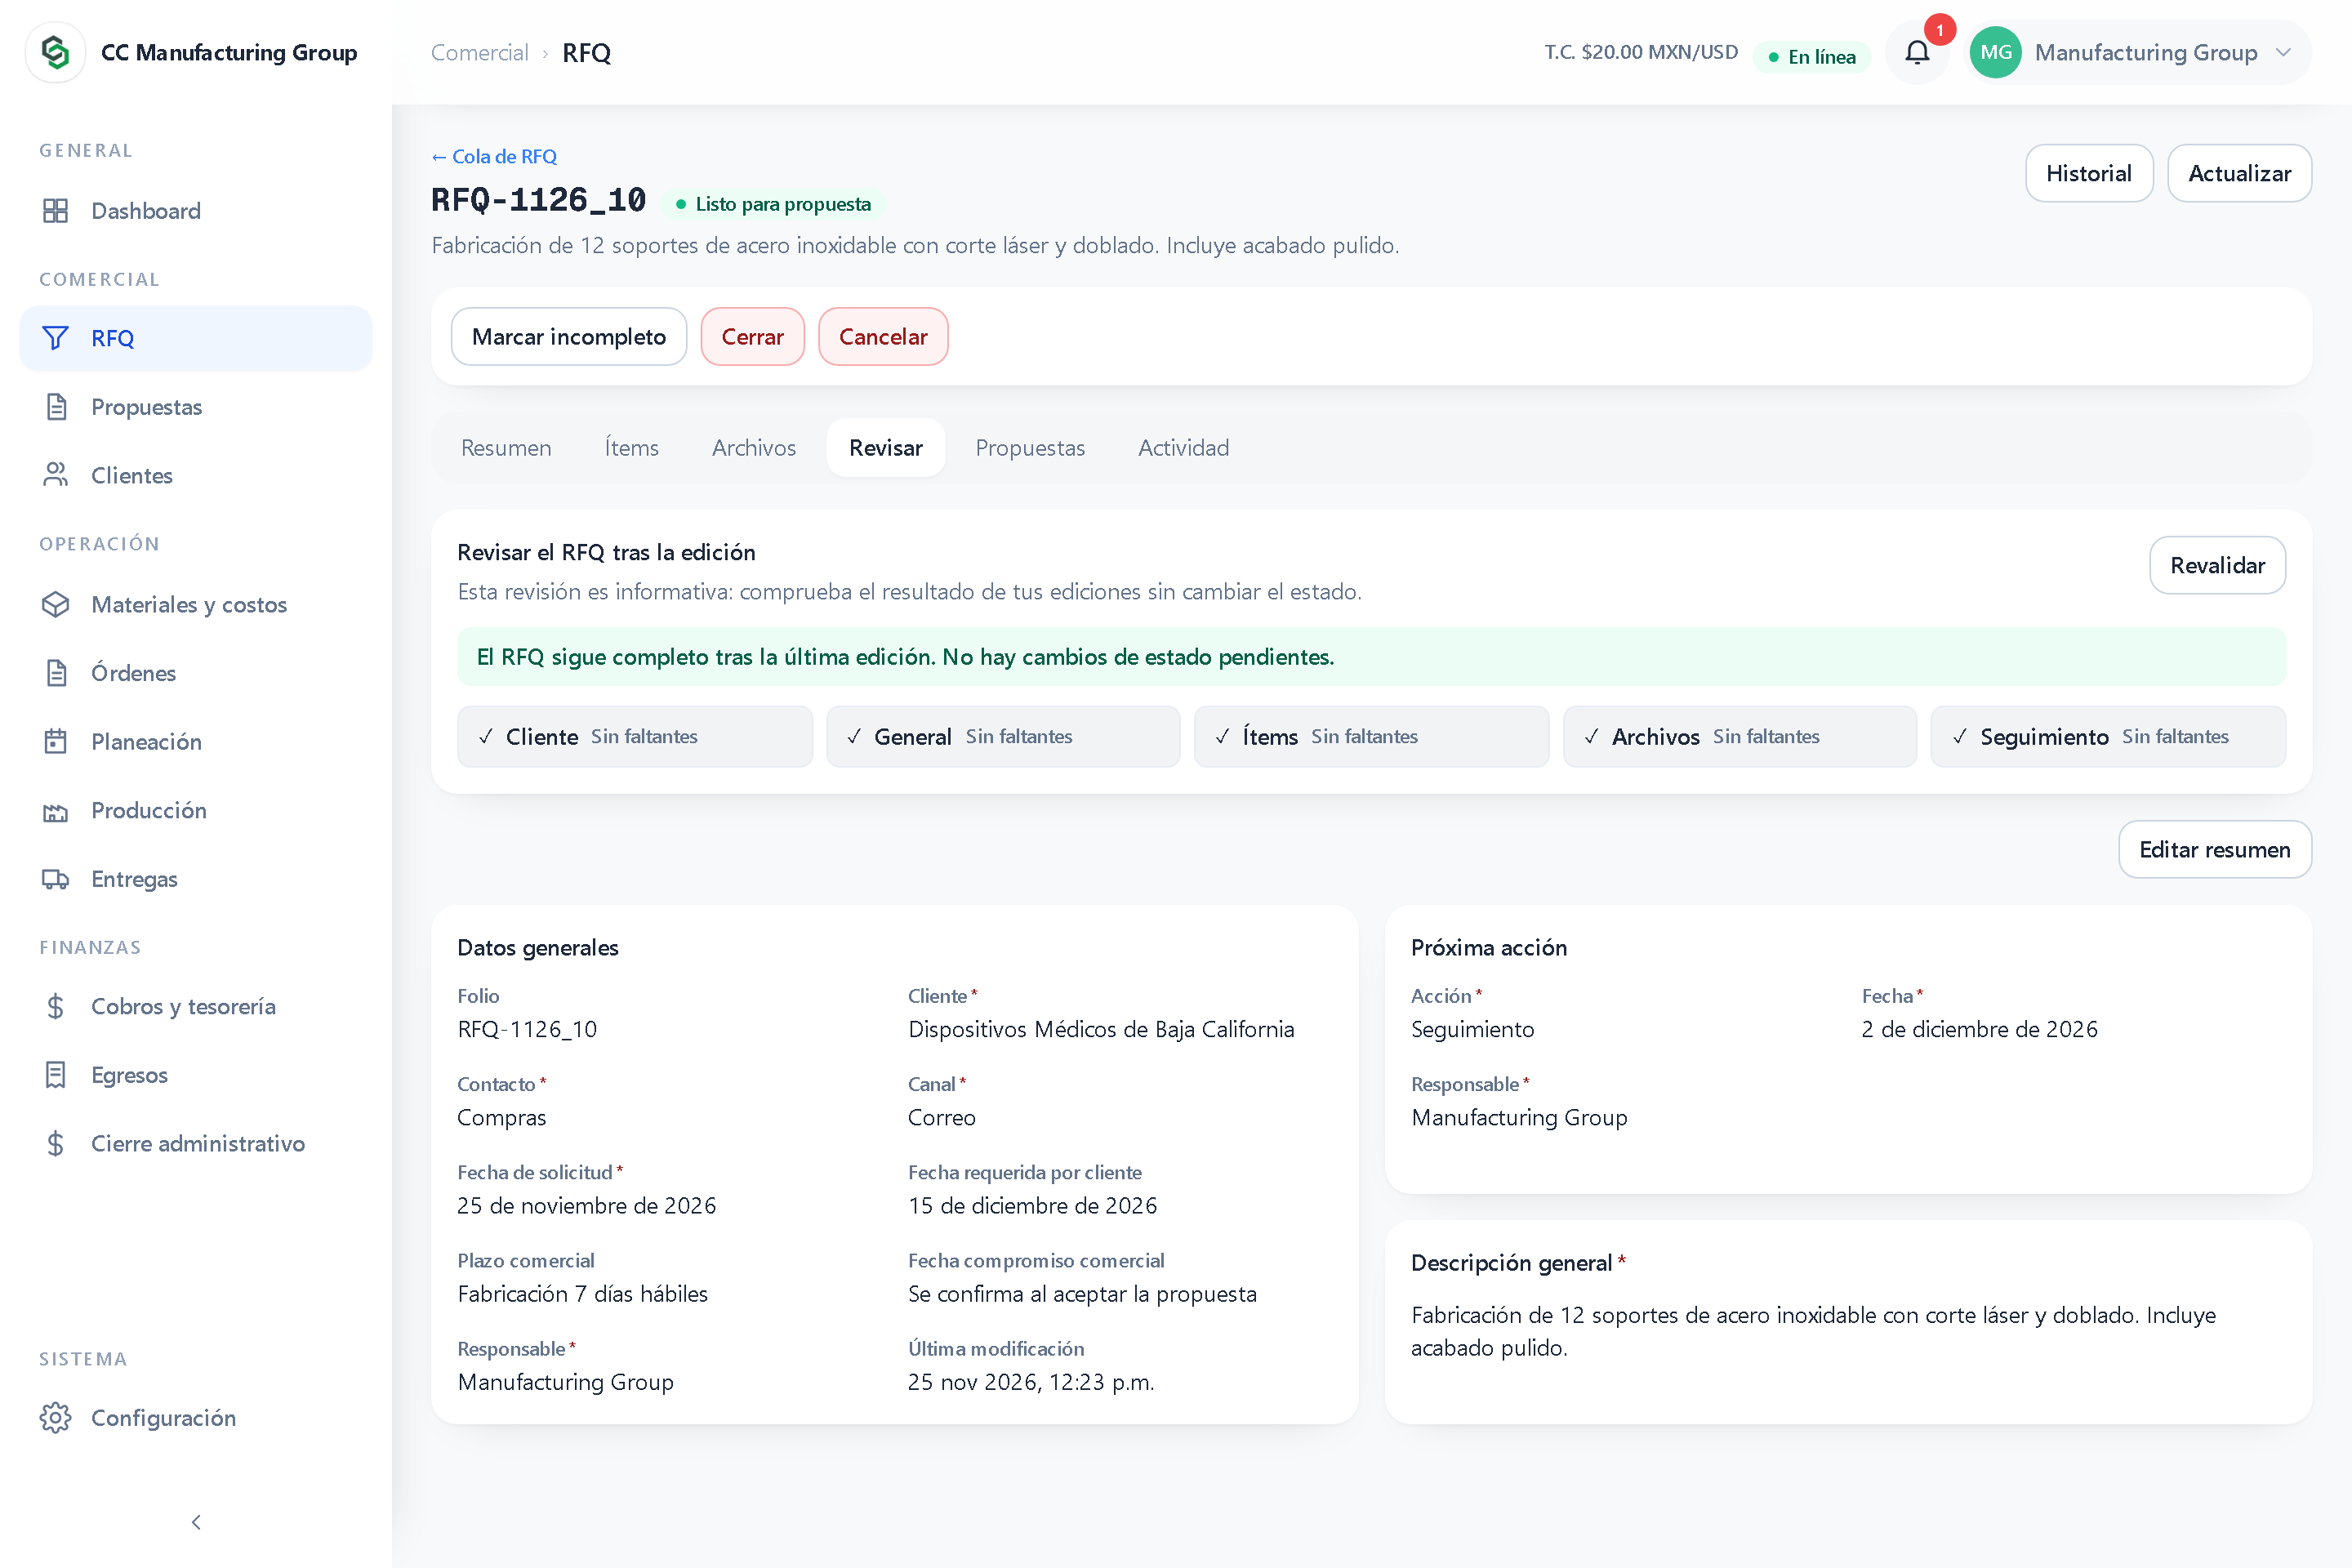 CC Manufacturing Group
Comercial › RFQ
T.C. $20.00 MXN/USD
En línea
1
MG
Manufacturing Group
GENERAL
Dashboard
COMERCIAL
RFQ
Propuestas
Clientes
OPERACIÓN
Materiales y costos
Órdenes
Planeación
Producción
Entregas
FINANZAS
Cobros y tesorería
Egresos
Cierre administrativo
SISTEMA
Configuración
← Cola de RFQ
RFQ-1126_10
Listo para propuesta
Fabricación de 12 soportes de acero inoxidable con corte láser y doblado. Incluye acabado pulido.
Historial
Actualizar
Marcar incompleto
Cerrar
Cancelar
Resumen
Ítems
Archivos
Revisar
Propuestas
Actividad
Revisar el RFQ tras la edición
Esta revisión es informativa: comprueba el resultado de tus ediciones sin cambiar el estado.
Revalidar
El RFQ sigue completo tras la última edición. No hay cambios de estado pendientes.
✓ Cliente Sin faltantes
✓ General Sin faltantes
✓ Ítems Sin faltantes
✓ Archivos Sin faltantes
✓ Seguimiento Sin faltantes
Editar resumen
Datos generales
Folio
RFQ-1126_10
Cliente *
Dispositivos Médicos de Baja California
Contacto *
Compras
Canal *
Correo
Fecha de solicitud *
25 de noviembre de 2026
Fecha requerida por cliente
15 de diciembre de 2026
Plazo comercial
Fabricación 7 días hábiles
Fecha compromiso comercial
Se confirma al aceptar la propuesta
Responsable *
Manufacturing Group
Última modificación
25 nov 2026, 12:23 p.m.
Próxima acción
Acción *
Seguimiento
Fecha *
2 de diciembre de 2026
Responsable *
Manufacturing Group
Descripción general *
Fabricación de 12 soportes de acero inoxidable con corte láser y doblado. Incluye
acabado pulido.